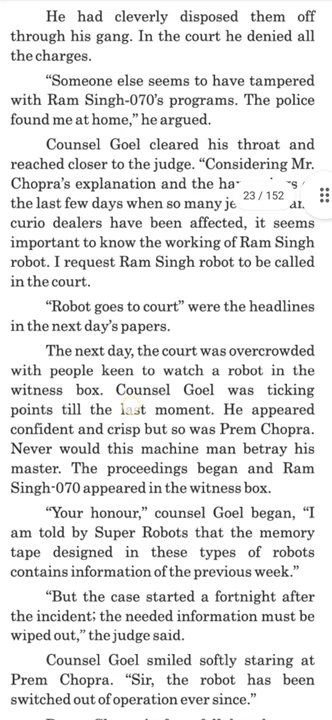 He had cleverly disposed them off
through his gang. In the court he denied all
the charges.
“Someone else seems to have tampered
with Ram Singh-070’s programs. The police
found me at home,” he argued.
Counsel Goel cleared his throat and
reached closer to the judge. “Considering Mr.
Chopra’s explanation and the
the last few days when so many
23 / 152
curio dealers have been affected, it seems
important to know the working of Ram Singh
robot. I request Ram Singh robot to be called
in the court.
“Robot goes to court” were the headlines
in the next day’s papers.
The next day, the court was overcrowded
with people keen to watch a robot in the
witness box. Counsel Goel was ticking
points till the last moment. He appeared
confident and crisp but so was Prem Chopra.
Never would this machine man betray his
master. The proceedings began and Ram
Singh-070 appeared in the witness box.
“Your honour,” counsel Goel began, “I
am told by Super Robots that the memory
tape designed in these types of robots
contains information of the previous week.”
“But the case started a fortnight after
the incident; the needed information must be
wiped out,” the judge said.
Counsel Goel smiled softly staring at
Prem Chopra. “Sir, the robot has been
switched out of operation ever since.”